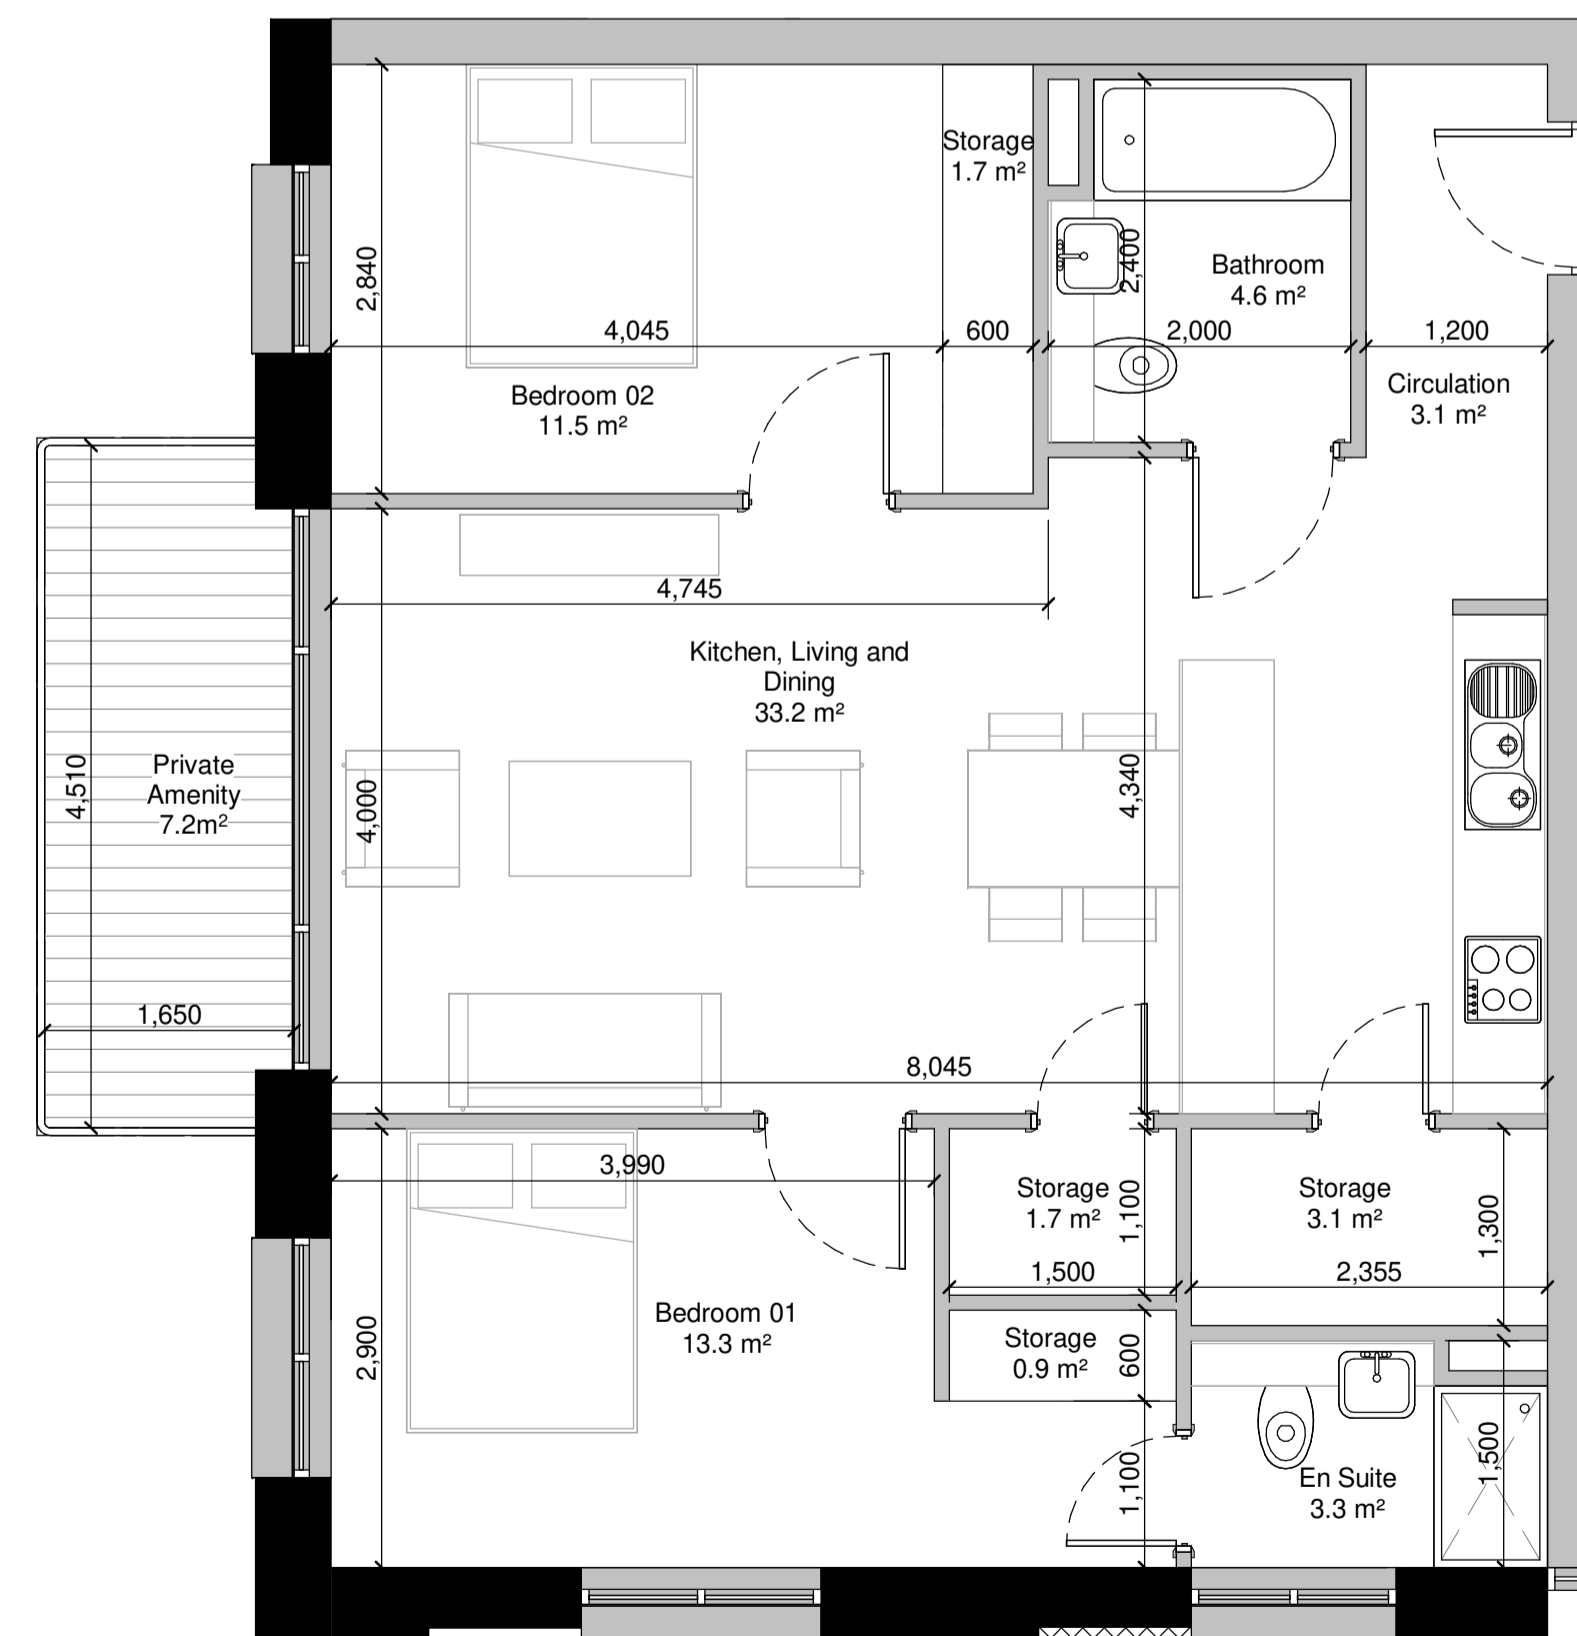 Storage
1.7 m²
2,400
Bathroom
4.6 m²
2,840
4,045
600
2,000
1,200
Bedroom 02
11.5 m²
Circulation
3.1 m²
4,745
Kitchen, Living and
Dining
33.2 m²
4,510
Private
Amenity
7.2m²
4,000
4,340
1,650
8,045
3,990
Storage
1.7 m²
1,100
Storage
3.1 m²
1,300
1,500
2,355
Bedroom 01
13.3 m²
2,900
Storage
0.9 m²
600
1,100
En Suite
3.3 m²
1,500